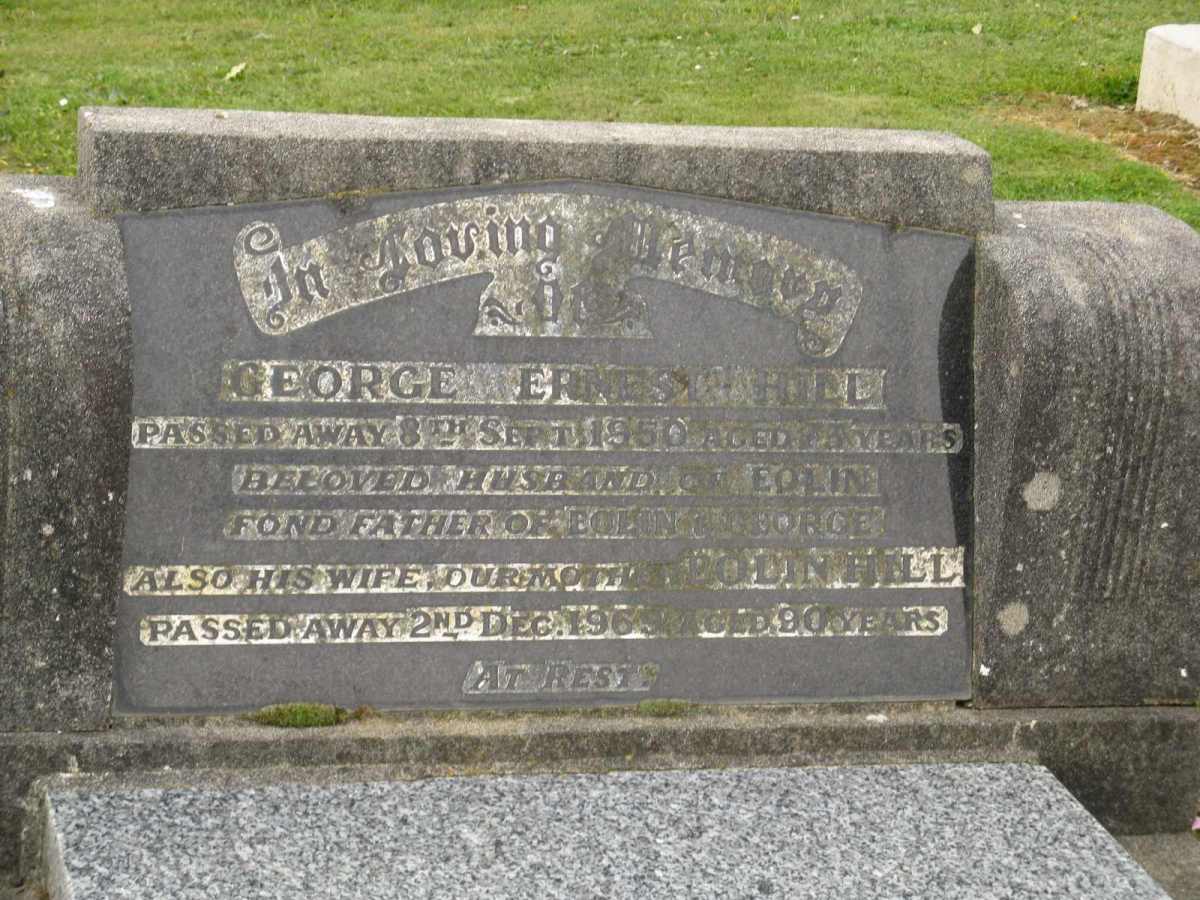 In Loving Memory
of
GEORGE ERNEST HILL
PASSED AWAY 8TH SEPT. 1950 AGED YEARS
BELOVED HUSBAND OF EOLIN
FOND FATHER OF EOLIN & GEORGE
ALSO HIS WIFE, OUR MOTHER EOLIN HILL
PASSED AWAY 2ND DEC. AGED 90 YEARS
AT REST